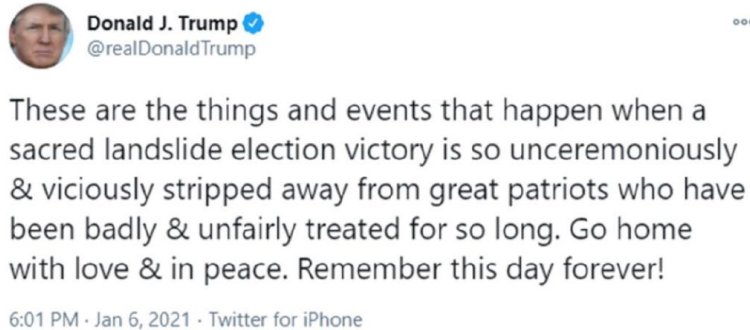 Donald J. Trump
@realDonaldTrump
These are the things and events that happen when a
sacred landslide election victory is so unceremoniously
& viciously stripped away from great patriots who have
been badly & unfairly treated for so long. Go home
with love & in peace. Remember this day forever!
6:01 PM · Jan 6, 2021 · Twitter for iPhone